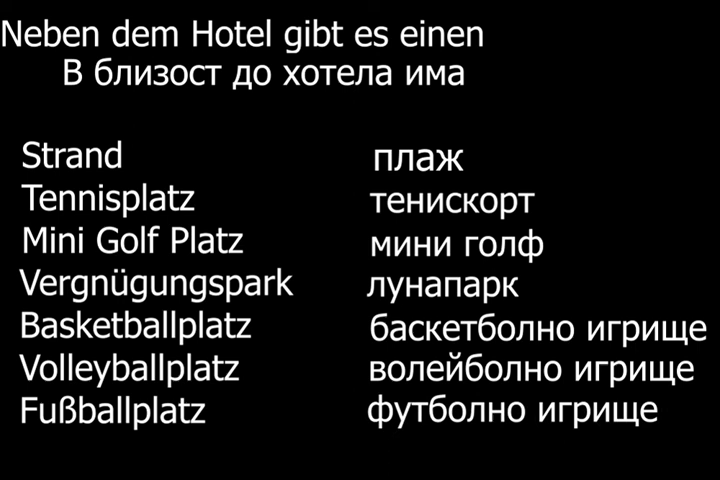 Neben dem Hotel gibt es einen
В близост до хотела има
Strand плаж
Tennisplatz тенискорт
Mini Golf Platz мини голф
Vergnügungspark лунапарк
Basketballplatz баскетболно игрище
Volleyballplatz волейболно игрище
Fußballplatz футболно игрище